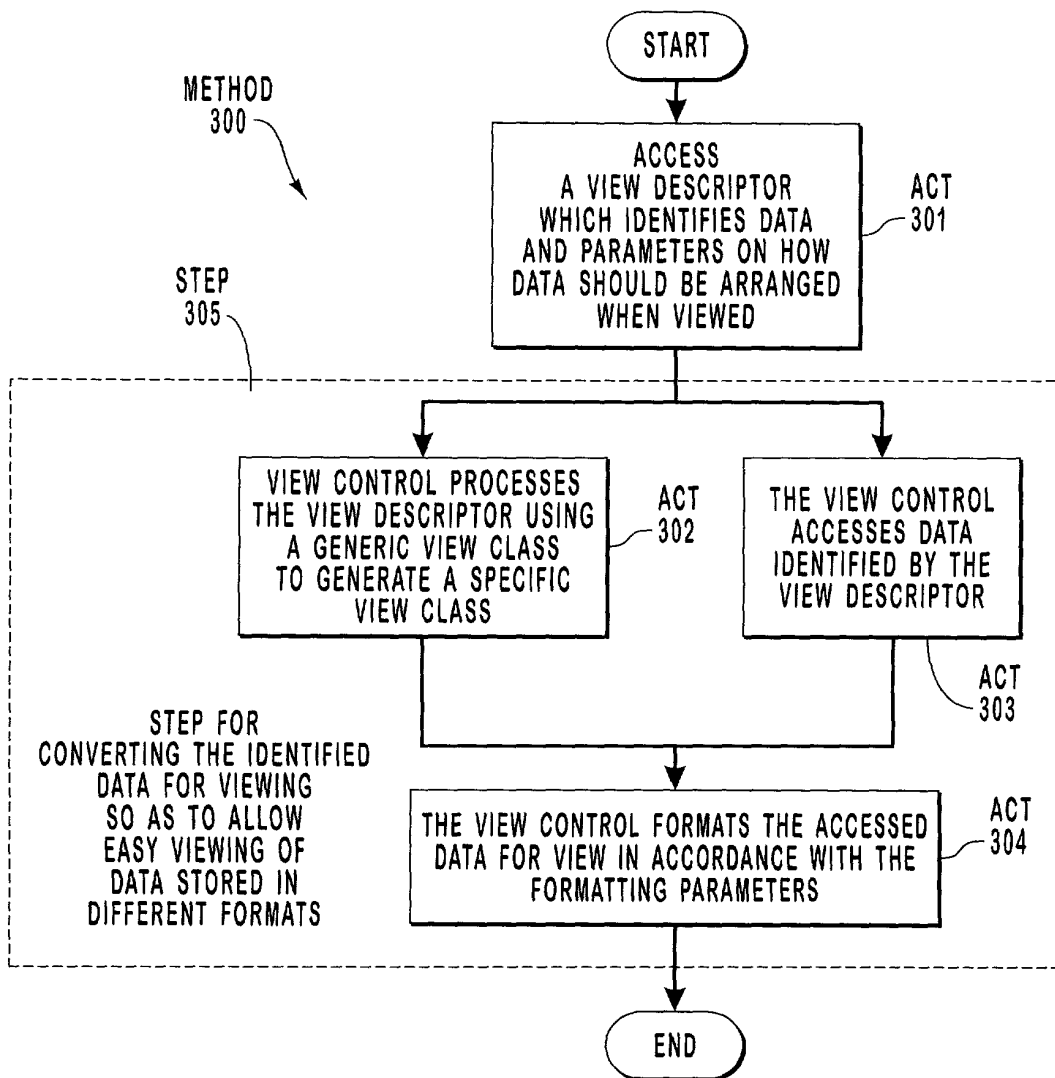 START
METHOD
300
ACCESS
A VIEW DESCRIPTOR
WHICH IDENTIFIES DATA
AND PARAMETERS ON HOW
DATA SHOULD BE ARRANGED
WHEN VIEWED
ACT
301
STEP
305
VIEW CONTROL PROCESSES
THE VIEW DESCRIPTOR USING
A GENERIC VIEW CLASS
TO GENERATE A SPECIFIC
VIEW CLASS
ACT
302
THE VIEW CONTROL
ACCESSES DATA
IDENTIFIED BY THE
VIEW DESCRIPTOR
ACT
303
STEP FOR
CONVERTING THE IDENTIFIED
DATA FOR VIEWING
SO AS TO ALLOW
EASY VIEWING OF
DATA STORED IN
DIFFERENT FORMATS
THE VIEW CONTROL FORMATS THE ACCESSED
DATA FOR VIEW IN ACCORDANCE WITH THE
FORMATTING PARAMETERS
ACT
304
END